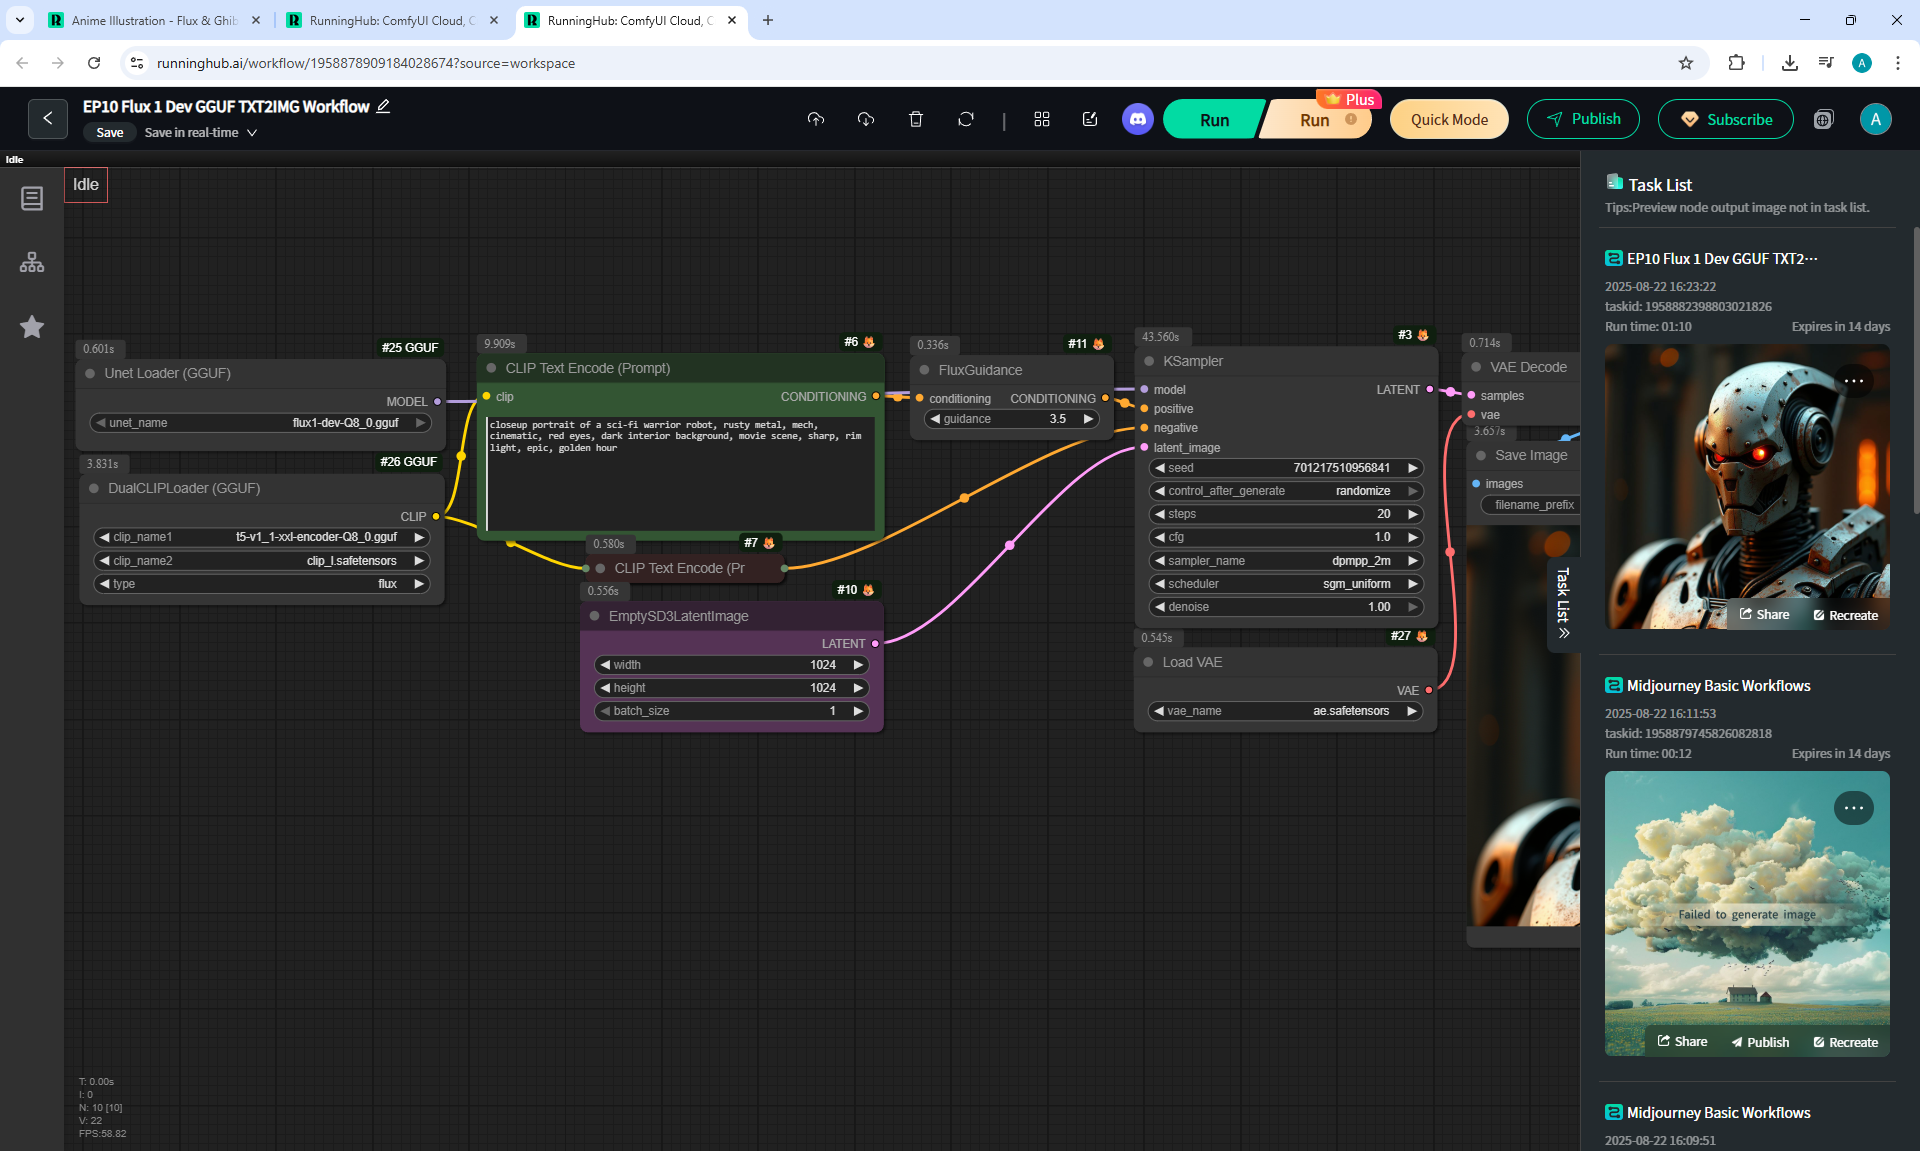 Anime Illustration - Flux & Ghib
RunningHub: ComfyUI Cloud, C
RunningHub: ComfyUI Cloud, C
runninghub.ai/workflow/1958878909184028674?source=workspace
A
EP10 Flux 1 Dev GGUF TXT2IMG Workflow
Save
Save in real-time
Run
Run
Plus
Quick Mode
Publish
Subscribe
A
Idle
Idle
0.601s
#25 GGUF
Unet Loader (GGUF)
MODEL
unet_name
flux1-dev-Q8_0.gguf
3.831s
#26 GGUF
DualCLIPLoader (GGUF)
CLIP
clip_name1
t5-v1_1-xxl-encoder-Q8_0.gguf
clip_name2
clip_l.safetensors
type
flux
9.909s
#6
CLIP Text Encode (Prompt)
clip
CONDITIONING
closeup portrait of a sci-fi warrior robot, rusty metal, mech,
cinematic, red eyes, dark interior background, movie scene, sharp, rim
light, epic, golden hour
0.580s
#7
CLIP Text Encode (Pr
0.556s
#10
EmptySD3LatentImage
LATENT
width
1024
height
1024
batch_size
1
0.336s
#11
FluxGuidance
conditioning
CONDITIONING
guidance
3.5
43.560s
#3
KSampler
model
LATENT
positive
negative
latent_image
seed
701217510956841
control_after_generate
randomize
steps
20
cfg
1.0
sampler_name
dpmpp_2m
scheduler
sgm_uniform
denoise
1.00
0.545s
#27
Load VAE
VAE
vae_name
ae.safetensors
0.714s
VAE Decode
samples
vae
3.657s
Save Image
images
filename_prefix
Task List
Task List
Tips:Preview node output image not in task list.
EP10 Flux 1 Dev GGUF TXT2···
2025-08-22 16:23:22
taskid: 1958882398803021826
Run time: 01:10
Expires in 14 days
Share
Recreate
Midjourney Basic Workflows
2025-08-22 16:11:53
taskid: 1958879745826082818
Run time: 00:12
Expires in 14 days
Failed to generate image
Share
Publish
Recreate
Midjourney Basic Workflows
2025-08-22 16:09:51
T: 0.00s
I: 0
N: 10 [10]
V: 22
FPS:58.82